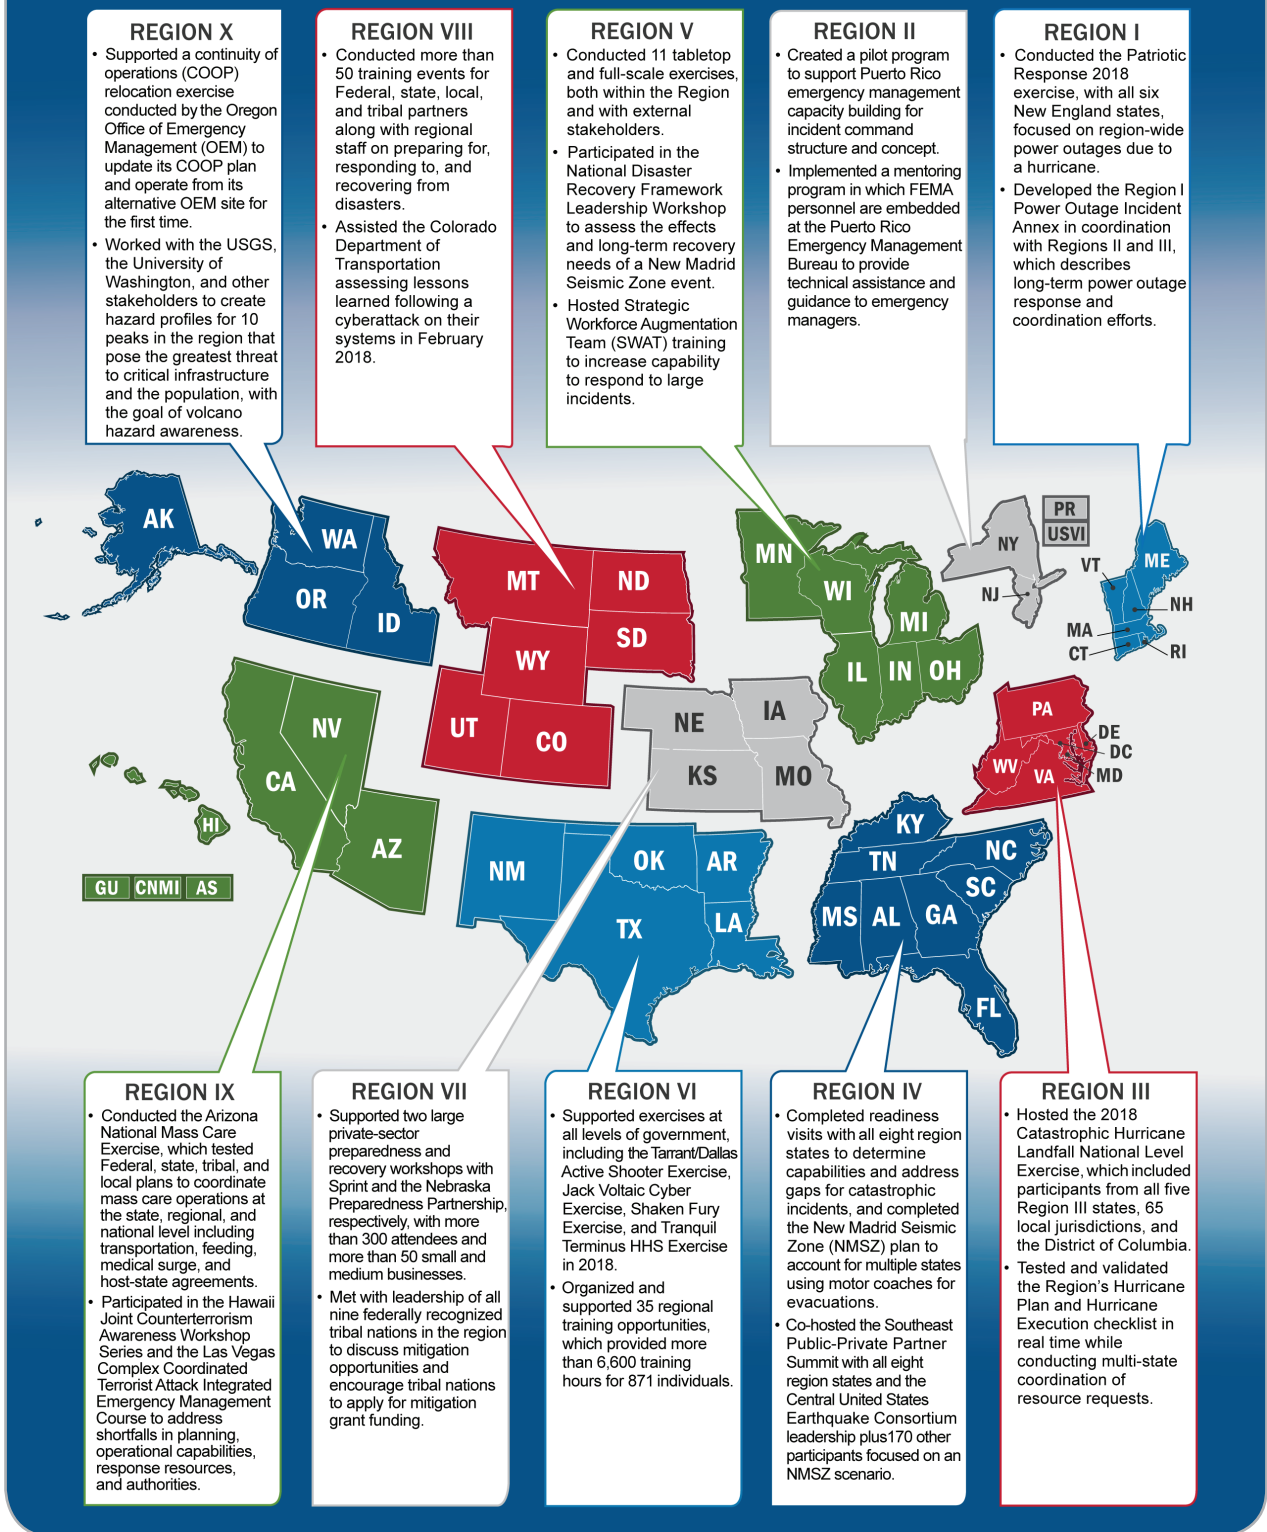 REGION X
• Supported a continuity of
operations (COOP)
relocation exercise
conducted by the Oregon
Office of Emergency
Management (OEM) to
update its COOP plan
and operate from its
alternative OEM site for
the first time.
• Worked with the USGS,
the University of
Washington, and other
stakeholders to create
hazard profiles for 10
peaks in the region that
pose the greatest threat
to critical infrastructure
and the population, with
the goal of volcano
hazard awareness.
REGION VIII
• Conducted more than
50 training events for
Federal, state, local,
and tribal partners
along with regional
staff on preparing for,
responding to, and
recovering from
disasters.
• Assisted the Colorado
Department of
Transportation
assessing lessons
learned following a
cyberattack on their
systems in February
2018.
REGION V
• Conducted 11 tabletop
and full-scale exercises,
both within the Region
and with external
stakeholders.
• Participated in the
National Disaster
Recovery Framework
Leadership Workshop
to assess the effects
and long-term recovery
needs of a New Madrid
Seismic Zone event.
• Hosted Strategic
Workforce Augmentation
Team (SWAT) training
to increase capability
to respond to large
incidents.
REGION II
• Created a pilot program
to support Puerto Rico
emergency management
capacity building for
incident command
structure and concept.
• Implemented a mentoring
program in which FEMA
personnel are embedded
at the Puerto Rico
Emergency Management
Bureau to provide
technical assistance and
guidance to emergency
managers.
REGION I
• Conducted the Patriotic
Response 2018
exercise, with all six
New England states,
focused on region-wide
power outages due to
a hurricane.
• Developed the Region I
Power Outage Incident
Annex in coordination
with Regions II and III,
which describes
long-term power outage
response and
coordination efforts.
AK
WA
OR
ID
MT
ND
SD
WY
UT
CO
MN
WI
MI
IL
IN
OH
NY
NJ
PR
USVI
VT
ME
NH
MA
CT
RI
NV
CA
AZ
HI
GU
CNMI
AS
NE
IA
KS
MO
PA
DE
DC
MD
WV
VA
NM
OK
AR
TX
LA
KY
TN
NC
SC
MS
AL
GA
FL
REGION IX
• Conducted the Arizona
National Mass Care
Exercise, which tested
Federal, state, tribal, and
local plans to coordinate
mass care operations at
the state, regional, and
national level including
transportation, feeding,
medical surge, and
host-state agreements.
• Participated in the Hawaii
Joint Counterterrorism
Awareness Workshop
Series and the Las Vegas
Complex Coordinated
Terrorist Attack Integrated
Emergency Management
Course to address
shortfalls in planning,
operational capabilities,
response resources,
and authorities.
REGION VII
• Supported two large
private-sector
preparedness and
recovery workshops with
Sprint and the Nebraska
Preparedness Partnership,
respectively, with more
than 300 attendees and
more than 50 small and
medium businesses.
• Met with leadership of all
nine federally recognized
tribal nations in the region
to discuss mitigation
opportunities and
encourage tribal nations
to apply for mitigation
grant funding.
REGION VI
• Supported exercises at
all levels of government,
including the Tarrant/Dallas
Active Shooter Exercise,
Jack Voltaic Cyber
Exercise, Shaken Fury
Exercise, and Tranquil
Terminus HHS Exercise
in 2018.
• Organized and
supported 35 regional
training opportunities,
which provided more
than 6,600 training
hours for 871 individuals.
REGION IV
• Completed readiness
visits with all eight region
states to determine
capabilities and address
gaps for catastrophic
incidents, and completed
the New Madrid Seismic
Zone (NMSZ) plan to
account for multiple states
using motor coaches for
evacuations.
• Co-hosted the Southeast
Public-Private Partner
Summit with all eight
region states and the
Central United States
Earthquake Consortium
leadership plus170 other
participants focused on an
NMSZ scenario.
REGION III
• Hosted the 2018
Catastrophic Hurricane
Landfall National Level
Exercise, which included
participants from all five
Region III states, 65
local jurisdictions, and
the District of Columbia.
• Tested and validated
the Region's Hurricane
Plan and Hurricane
Execution checklist in
real time while
conducting multi-state
coordination of
resource requests.